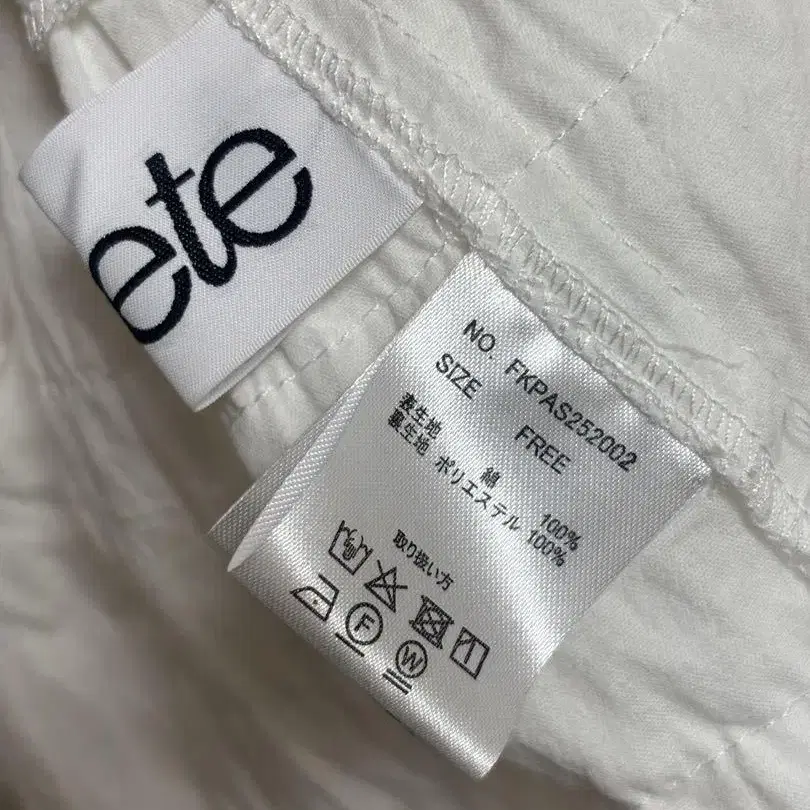 ete
NO. FKPAS252002
SIZE FREE
表生地 綿 100%
裏生地 ポリエステル 100%
取り扱い方
F
W